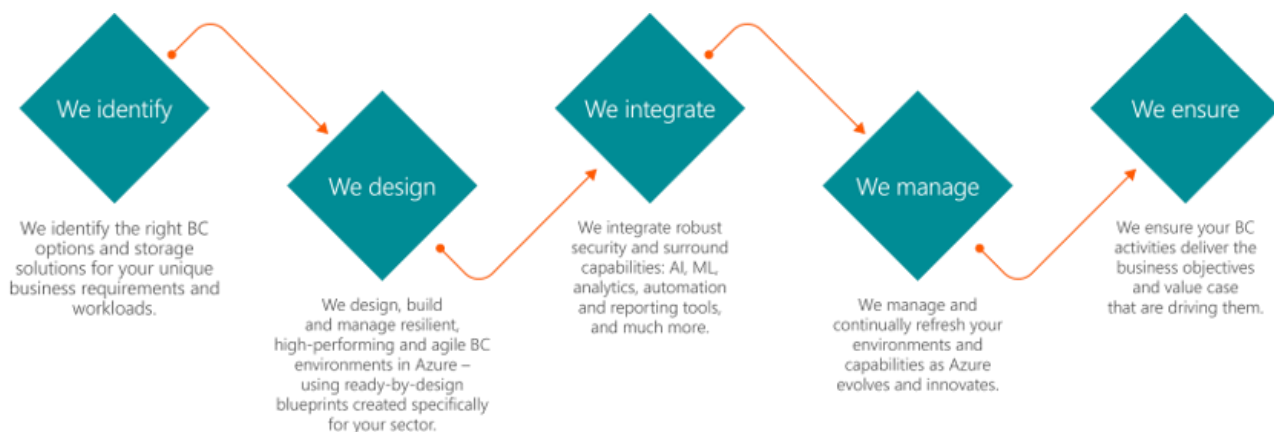 We identify
We identify the right BC
options and storage
solutions for your unique
business requirements and
workloads.
We design
We design, build
and manage resilient,
high-performing and agile BC
environments in Azure –
using ready-by-design
blueprints created specifically
for your sector.
We integrate
We integrate robust
security and surround
capabilities: AI, ML,
analytics, automation
and reporting tools,
and much more.
We manage
We manage and
continually refresh your
environments and
capabilities as Azure
evolves and innovates.
We ensure
We ensure your BC
activities deliver the
business objectives
and value case
that are driving them.